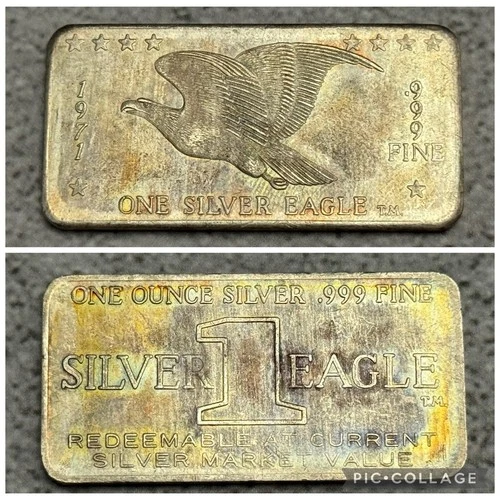 1971
.999
FINE
ONE SILVER EAGLE T.M.
ONE OUNCE SILVER .999 FINE
SILVER 1 EAGLE
T.M.
REDEEMABLE AT CURRENT
SILVER MARKET VALUE
PIC•COLLAGE